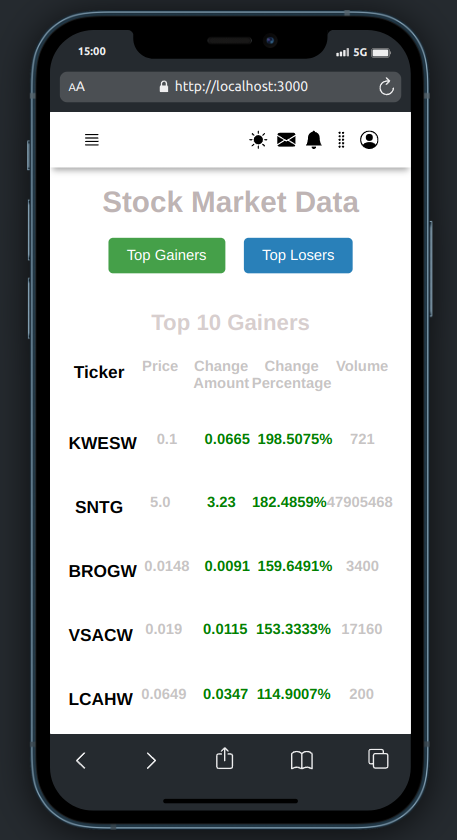 15:00 5G
AA http://localhost:3000
Stock Market Data
Top Gainers Top Losers
Top 10 Gainers
Ticker Price Change Amount Change Percentage Volume
KWESW 0.1 0.0665 198.5075% 721
SNTG 5.0 3.23 182.4859% 47905468
BROGW 0.0148 0.0091 159.6491% 3400
VSACW 0.019 0.0115 153.3333% 17160
LCAHW 0.0649 0.0347 114.9007% 200